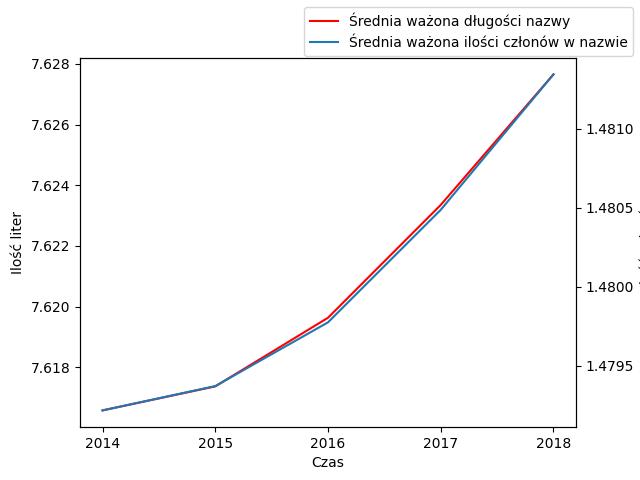 Średnia ważona długości nazwy
Średnia ważona ilości członów w nazwie
7.628
7.626
7.624
7.622
7.620
7.618
Ilość liter
1.4810
1.4805
1.4800
1.4795
2014 2015 2016 2017 2018
Czas